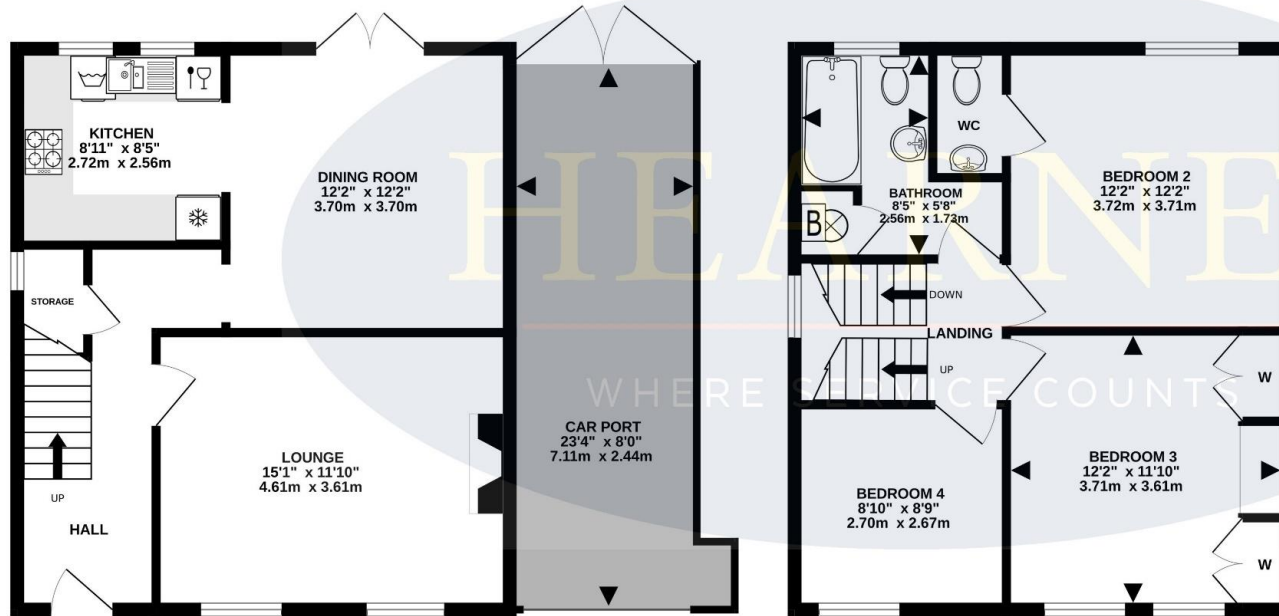 KITCHEN
8'11" x 8'5"
2.72m x 2.56m
DINING ROOM
12'2" x 12'2"
3.70m x 3.70m
STORAGE
UP
HALL
LOUNGE
15'1" x 11'10"
4.61m x 3.61m
CAR PORT
23'4" x 8'0"
7.11m x 2.44m
WC
BATHROOM
8'5" x 5'8"
2.56m x 1.73m
B
BEDROOM 2
12'2" x 12'2"
3.72m x 3.71m
DOWN
LANDING
UP
BEDROOM 4
8'10" x 8'9"
2.70m x 2.67m
BEDROOM 3
12'2" x 11'10"
3.71m x 3.61m
W
W
HEARNE
WHERE SERVICE COUNTS